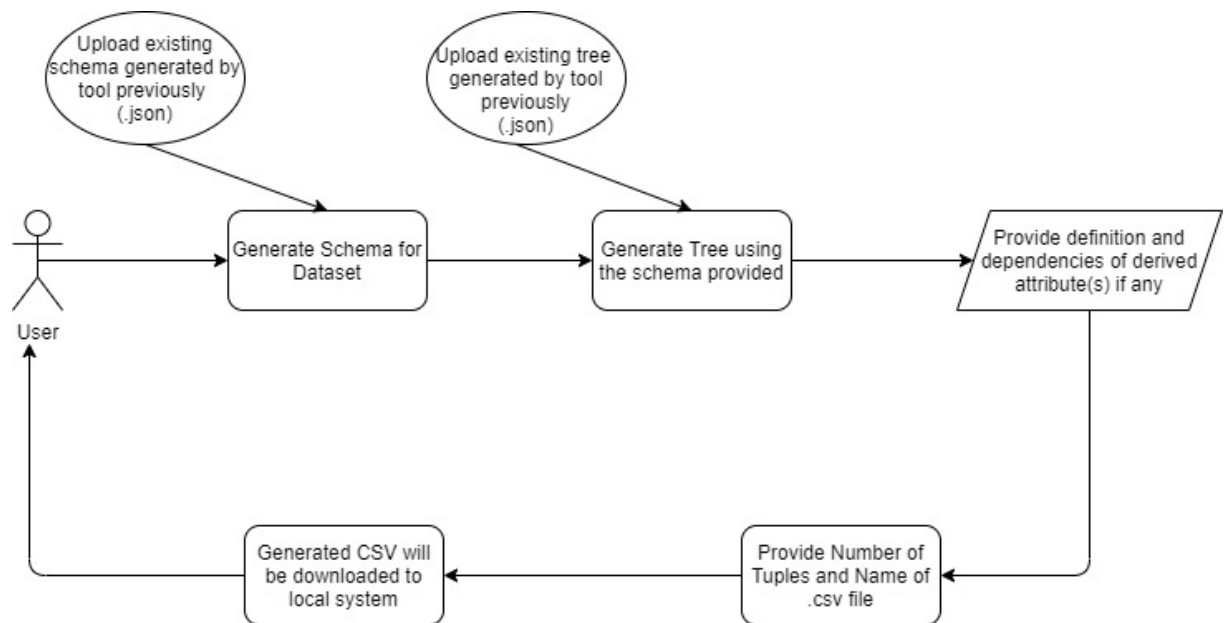 Upload existing
schema generated by
tool previously
(.json)
Upload existing tree
generated by tool
previously
(.json)
User
Generate Schema for
Dataset
Generate Tree using
the schema provided
Provide definition and
dependencies of derived
attribute(s) if any
Generated CSV will
be downloaded to
local system
Provide Number of
Tuples and Name of
.csv file